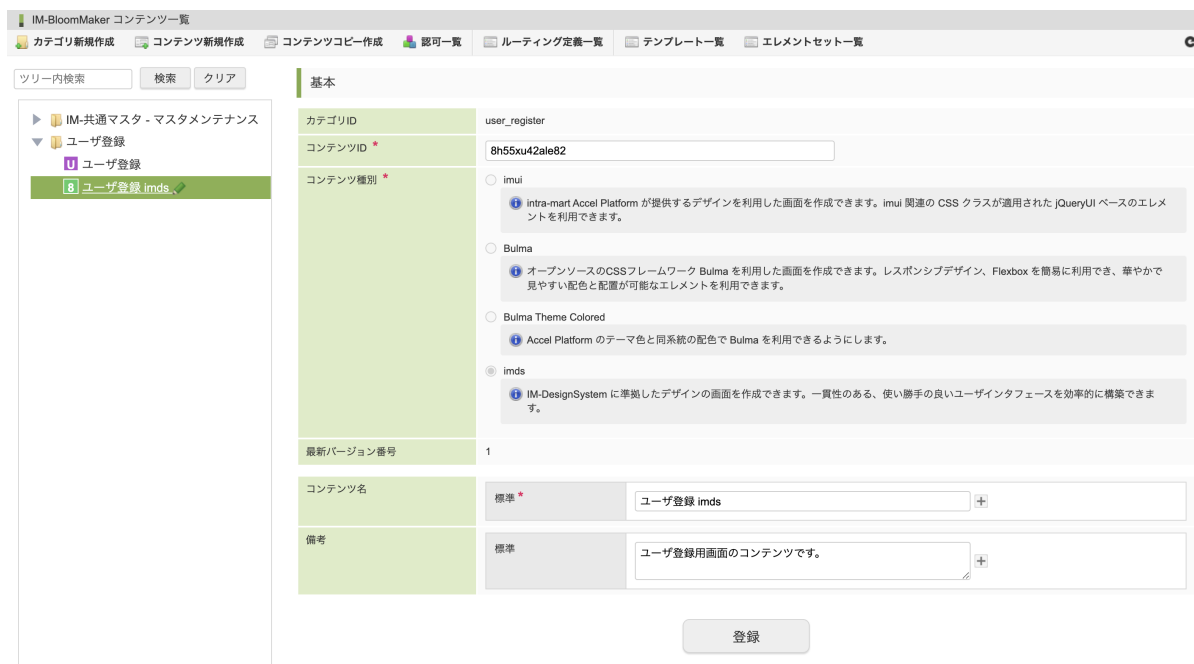 IM-BloomMaker コンテンツ一覧
カテゴリ新規作成 コンテンツ新規作成 コンテンツコピー作成 認可一覧 ルーティング定義一覧 テンプレート一覧 エレメントセット一覧
ツリー内検索 検索 クリア
IM-共通マスタ - マスタメンテナンス
ユーザ登録
U ユーザ登録
8 ユーザ登録 imds
基本
カテゴリID user_register
コンテンツID * 8h55xu42ale82
コンテンツ種別 * imui
intra-mart Accel Platform が提供するデザインを利用した画面を作成できます。imui 関連の CSS クラスが適用された jQueryUI ベースのエレメ
ントを利用できます。
Bulma
オープンソースのCSSフレームワーク Bulma を利用した画面を作成できます。レスポンシブデザイン、Flexbox を簡易に利用でき、華やかで
見やすい配色と配置が可能なエレメントを利用できます。
Bulma Theme Colored
Accel Platform のテーマ色と同系統の配色で Bulma を利用できるようにします。
imds
IM-DesignSystem に準拠したデザインの画面を作成できます。一貫性のある、使い勝手の良いユーザインタフェースを効率的に構築できま
す。
最新バージョン番号 1
コンテンツ名 標準 * ユーザ登録 imds
備考 標準 ユーザ登録用画面のコンテンツです。
登録